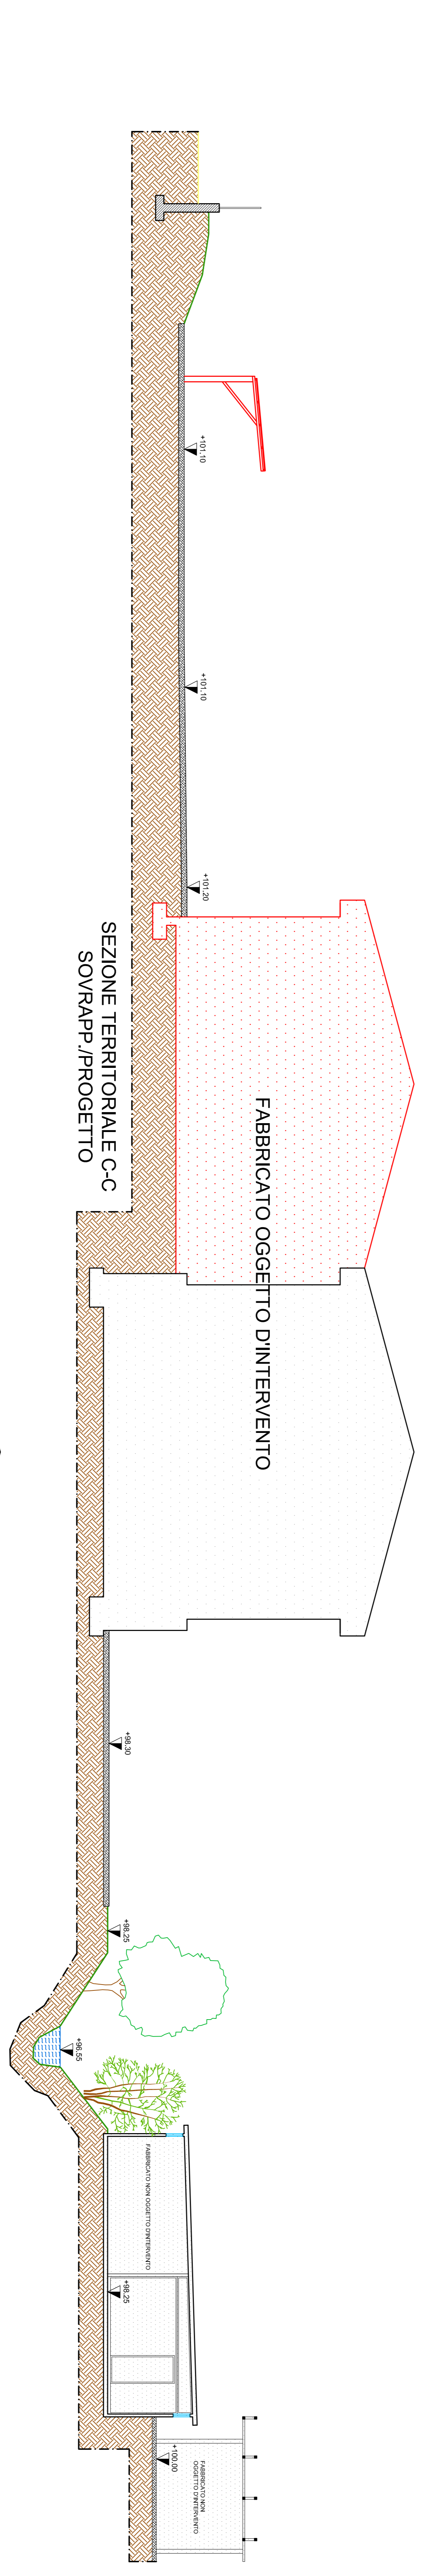 +101,10
+101,10
+101,20
SEZIONE TERRITORIALE C-C
SOVRAPP./PROGETTO
FABBRICATO OGGETTO D'INTERVENTO
+98.30
+98.25
+96.55
FABBRICATO NON OGGETTO D'INTERVENTO
+98.25
+100.00
FABBRICATO NON
OGGETTO D'INTERVENTO